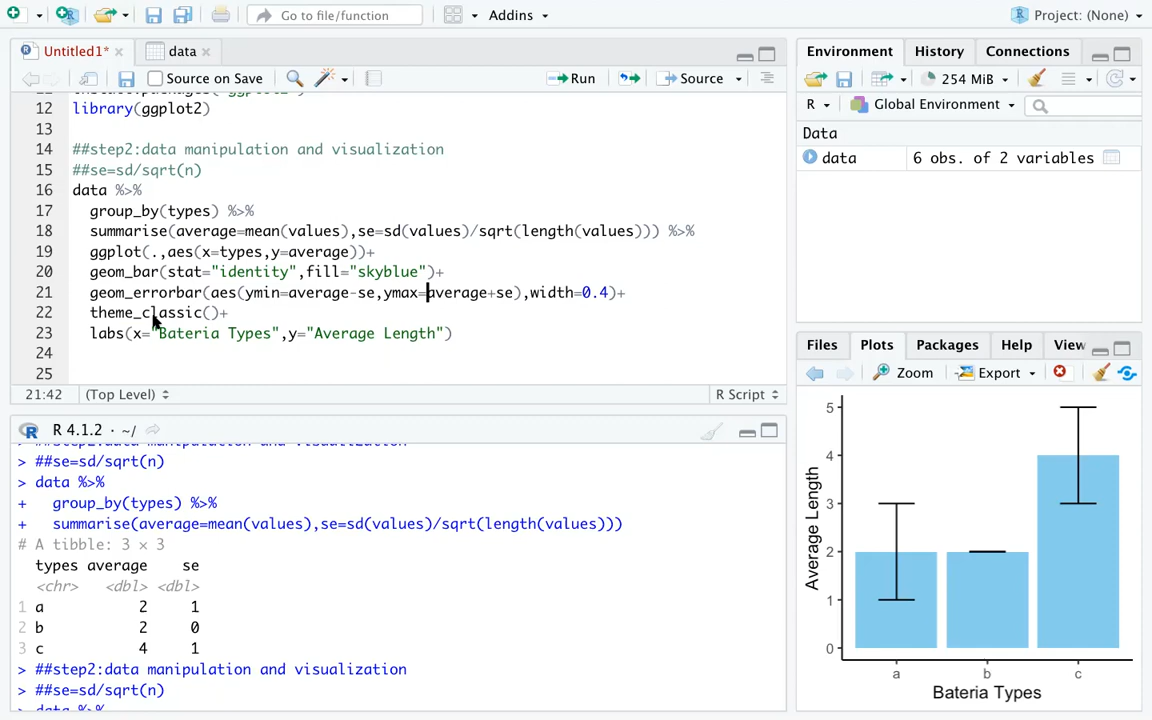 Go to file/function
Addins
Project: (None)
Untitled1*
data
Source on Save
Run
Source
12 library(ggplot2)
13
14 ##step2:data manipulation and visualization
15 ##se=sd/sqrt(n)
16 data %>%
17 group_by(types) %>%
18 summarise(average=mean(values),se=sd(values)/sqrt(length(values))) %>%
19 ggplot(.,aes(x=types,y=average))+
20 geom_bar(stat="identity",fill="skyblue")+
21 geom_errorbar(aes(ymin=average-se,ymax=average+se),width=0.4)+
22 theme_classic()+
23 labs(x="Bateria Types",y="Average Length")
24
25
21:42 (Top Level) R Script
R 4.1.2 · ~/
> ##se=sd/sqrt(n)
> data %>%
+ group_by(types) %>%
+ summarise(average=mean(values),se=sd(values)/sqrt(length(values)))
# A tibble: 3 × 3
types average se
<chr> <dbl> <dbl>
1 a 2 1
2 b 2 0
3 c 4 1
> ##step2:data manipulation and visualization
> ##se=sd/sqrt(n)
> data %>%
Environment History Connections
254 MiB
R Global Environment
Data
data 6 obs. of 2 variables
Files Plots Packages Help View
Zoom Export
5
4
3
2
1
0
Average Length
a b c
Bateria Types